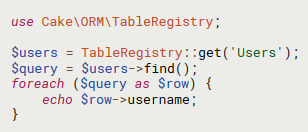 use Cake\ORM\TableRegistry;

$users = TableRegistry::get('Users');
$query = $users->find();
foreach ($query as $row) {
    echo $row->username;
}